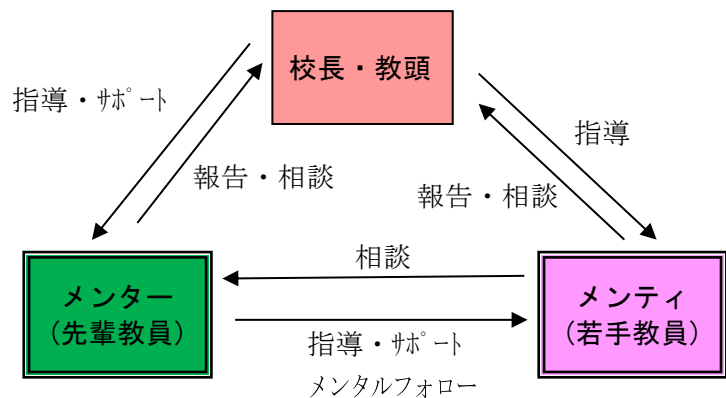 校長・教頭
指導・ｻﾎﾟｰﾄ
指導
報告・相談
報告・相談
相談
メンター
(先輩教員)
メンティ
(若手教員)
指導・ｻﾎﾟｰﾄ
メンタルフォロー